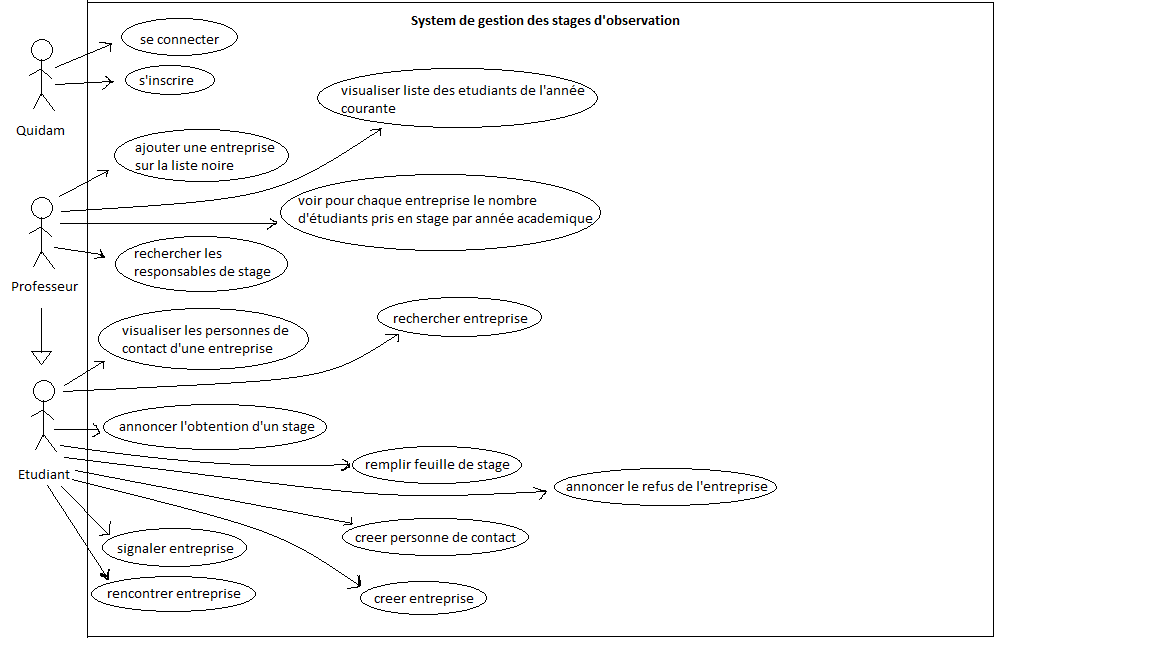 System de gestion des stages d'observation
se connecter
s'inscrire
Quidam
visualiser liste des etudiants de l'année
courante
ajouter une entreprise
sur la liste noire
voir pour chaque entreprise le nombre
d'étudiants pris en stage par année academique
rechercher les
responsables de stage
Professeur
rechercher entreprise
visualiser les personnes de
contact d'une entreprise
annoncer l'obtention d'un stage
remplir feuille de stage
Etudiant
annoncer le refus de l'entreprise
creer personne de contact
signaler entreprise
rencontrer entreprise
creer entreprise